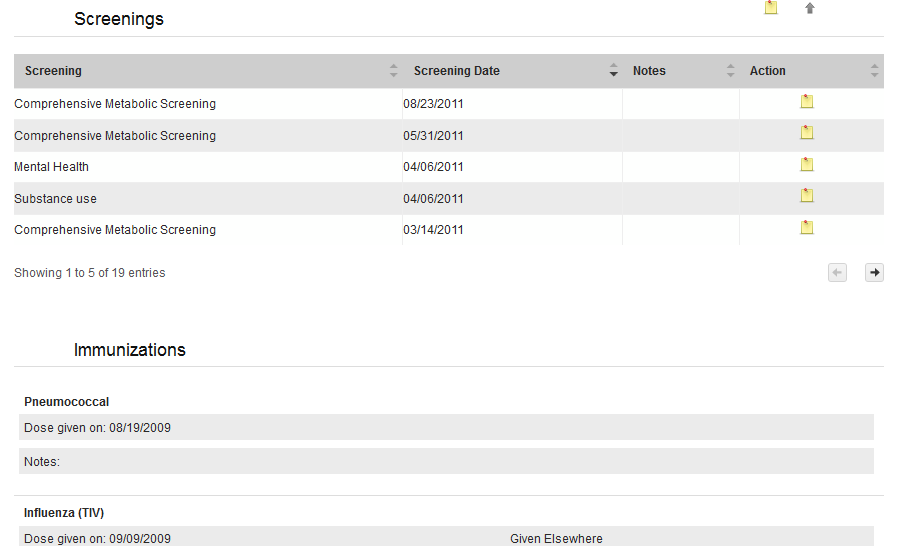 Screenings
Screening Screening Date Notes Action
Comprehensive Metabolic Screening 08/23/2011
Comprehensive Metabolic Screening 05/31/2011
Mental Health 04/06/2011
Substance use 04/06/2011
Comprehensive Metabolic Screening 03/14/2011
Showing 1 to 5 of 19 entries
Immunizations
Pneumococcal
Dose given on: 08/19/2009
Notes:
Influenza (TIV)
Dose given on: 09/09/2009 Given Elsewhere